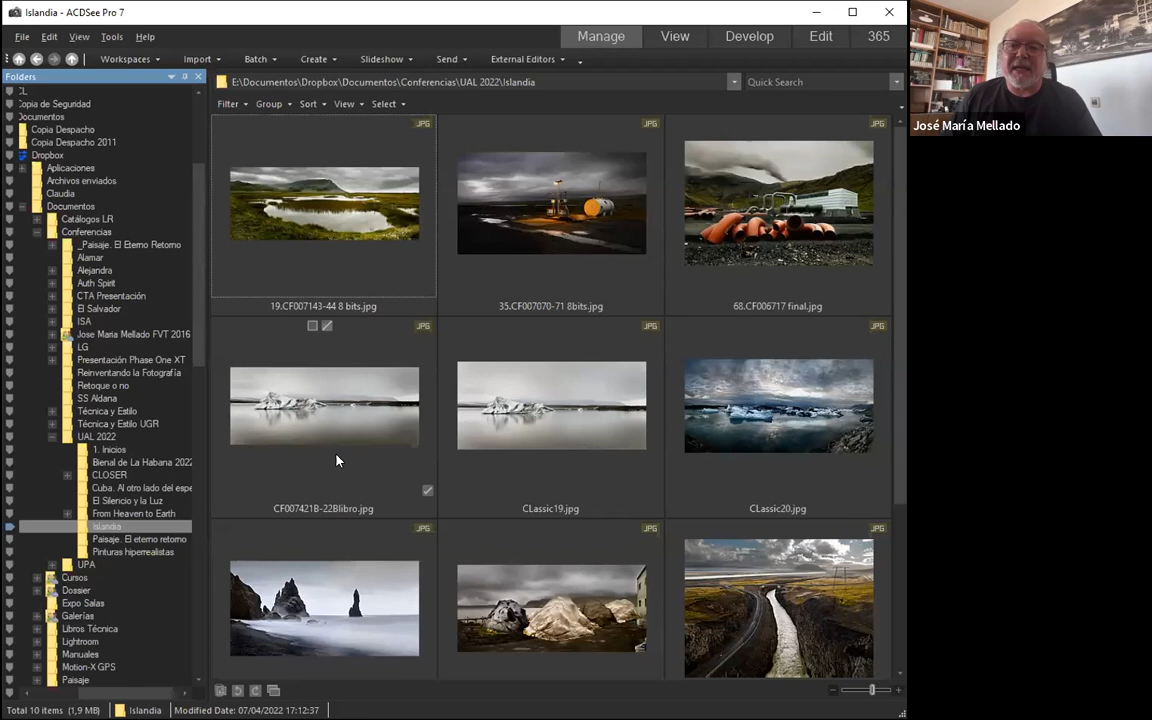 Islandia - ACDSee Pro 7
File Edit View Tools Help
Manage View Develop Edit 365
Workspaces Import Batch Create Slideshow Send External Editors
Folders
E:\Documentos\Dropbox\Documentos\Conferencias\UAL 2022\Islandia
Quick Search
Filter Group Sort View Select
CL
Copia de Seguridad
Documentos
Copia Despacho
Copia Despacho 2011
Dropbox
Aplicaciones
Archivos enviados
Claudia
Documentos
Catálogos LR
Conferencias
_Paisaje. El Eterno Retorno
Alamar
Alejandra
Auth Spirit
CTA Presentación
El Salvador
ISA
Jose Maria Mellado FVT 2016
LG
Presentación Phase One XT
Reinventando la Fotografía
Retoque o no
SS Aldana
Técnica y Estilo
Técnica y Estilo UGR
UAL 2022
1. Inicios
Bienal de La Habana 2022
CLOSER
Cuba. Al otro lado del espe
El Silencio y la Luz
From Heaven to Earth
Islandia
Paisaje. El eterno retorno
Pinturas hiperrealistas
UPA
Cursos
Dossier
Expo Salas
Galerías
Libros Técnica
Lightroom
Manuales
Motion-X GPS
Paisaje
JPG JPG JPG
19.CF007143-44 8 bits.jpg 35.CF007070-71 8bits.jpg 68.CF006717 final.jpg
JPG JPG JPG
CF007421B-22Blibro.jpg CLassic19.jpg CLassic20.jpg
JPG JPG JPG
Total 10 items (1,9 MB) Islandia Modified Date: 07/04/2022 17:12:37
José María Mellado